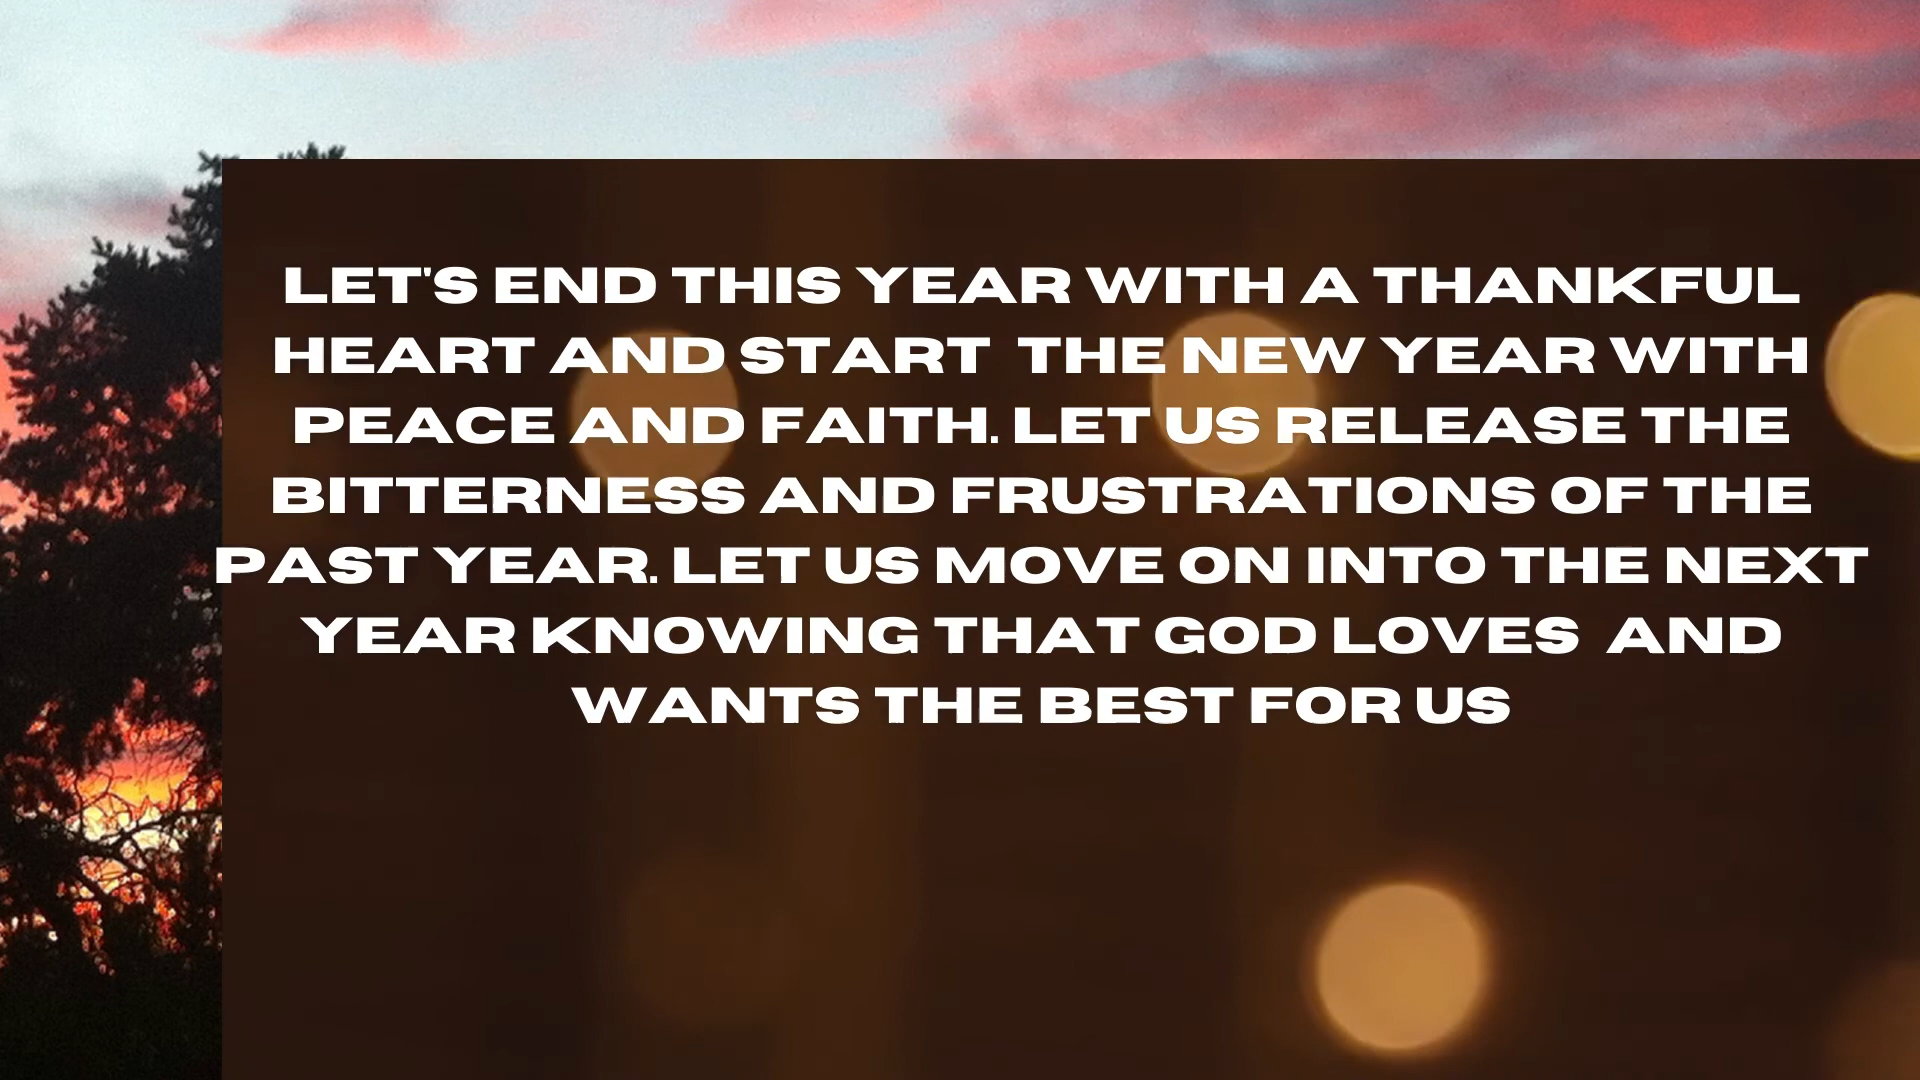 LET'S END THIS YEAR WITH A THANKFUL
HEART AND START  THE NEW YEAR WITH
PEACE AND FAITH. LET US RELEASE THE
BITTERNESS AND FRUSTRATIONS OF THE
PAST YEAR. LET US MOVE ON INTO THE NEXT
YEAR KNOWING THAT GOD LOVES  AND
WANTS THE BEST FOR US